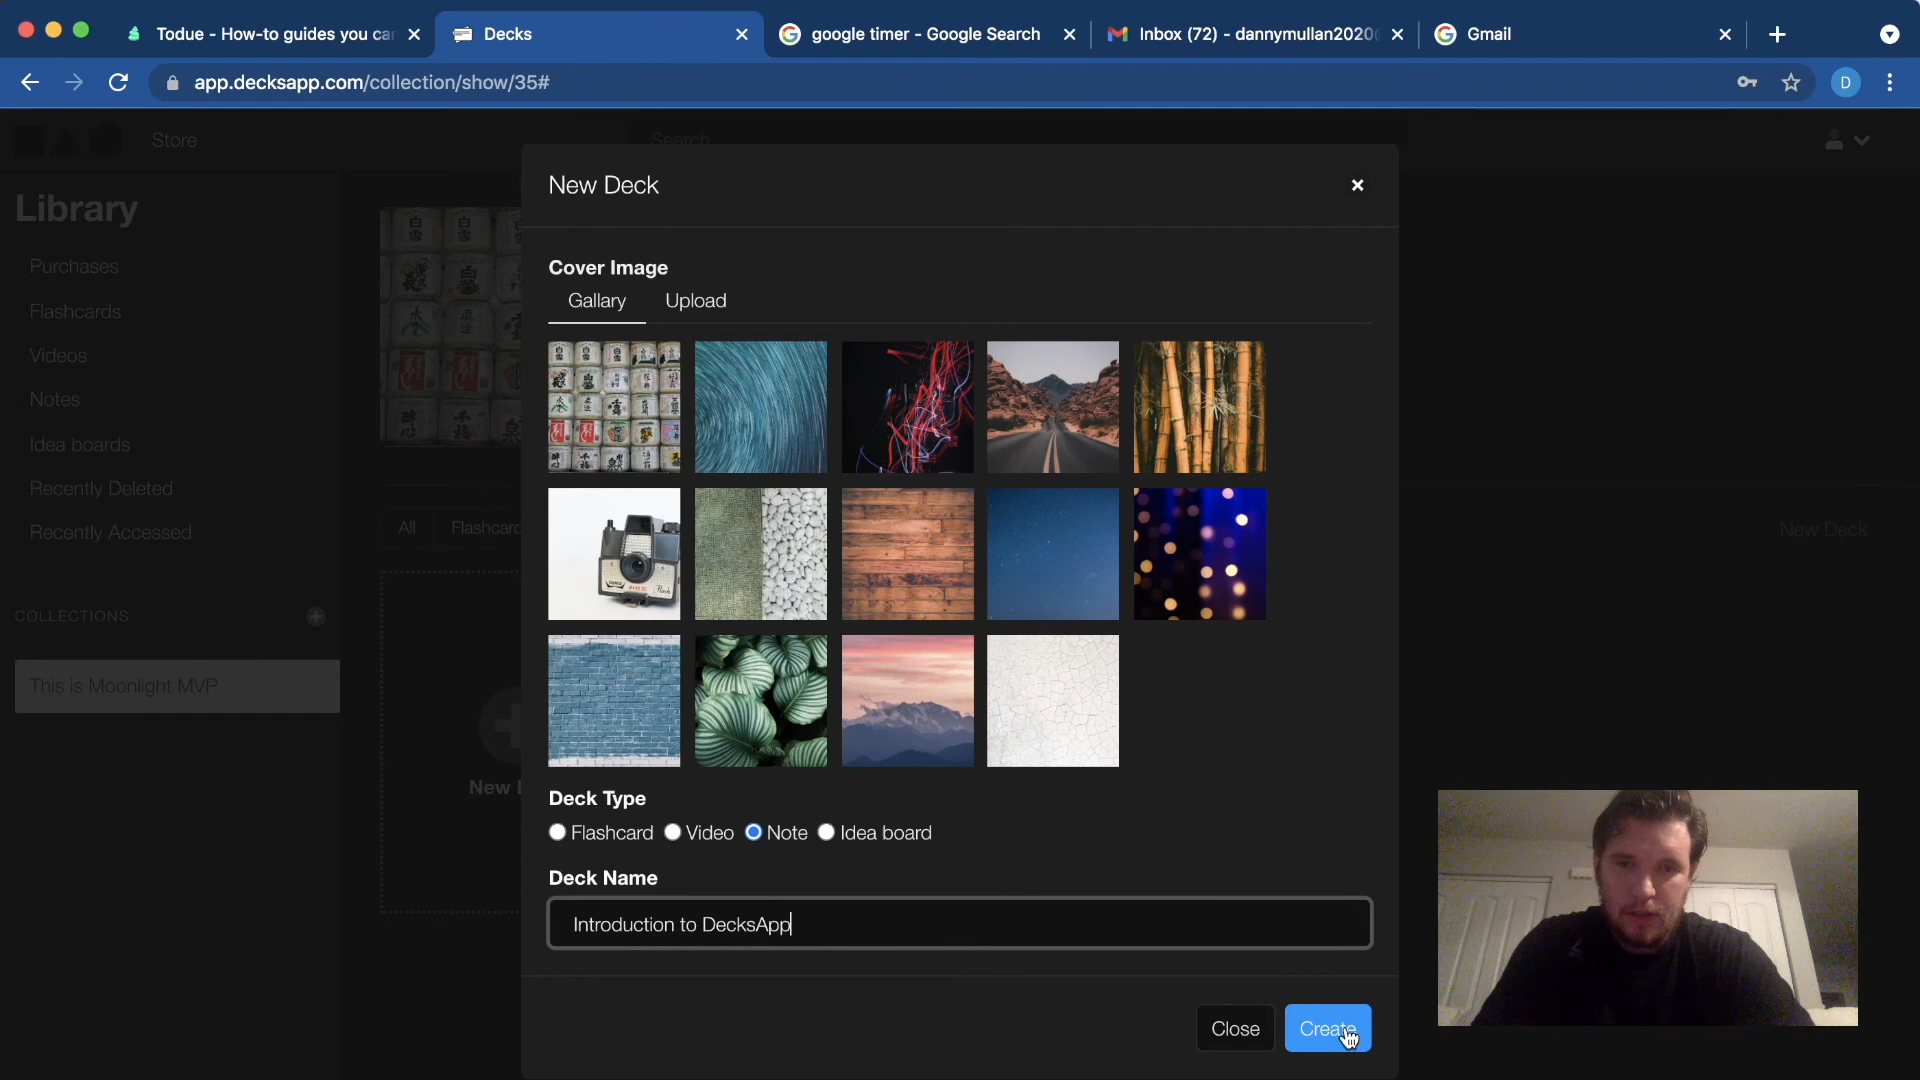 Todue - How-to guides you car
Decks
google timer - Google Search
Inbox (72) - dannymullan2020
Gmail
app.decksapp.com/collection/show/35#
D
Store
Search
Library
Purchases
Flashcards
Videos
Notes
Idea boards
Recently Deleted
Recently Accessed
COLLECTIONS
This is Moonlight MVP
All
Flashcard
New Deck
New
New Deck
Cover Image
Gallary
Upload
Deck Type
Flashcard
Video
Note
Idea board
Deck Name
Introduction to DecksApp
Close
Create